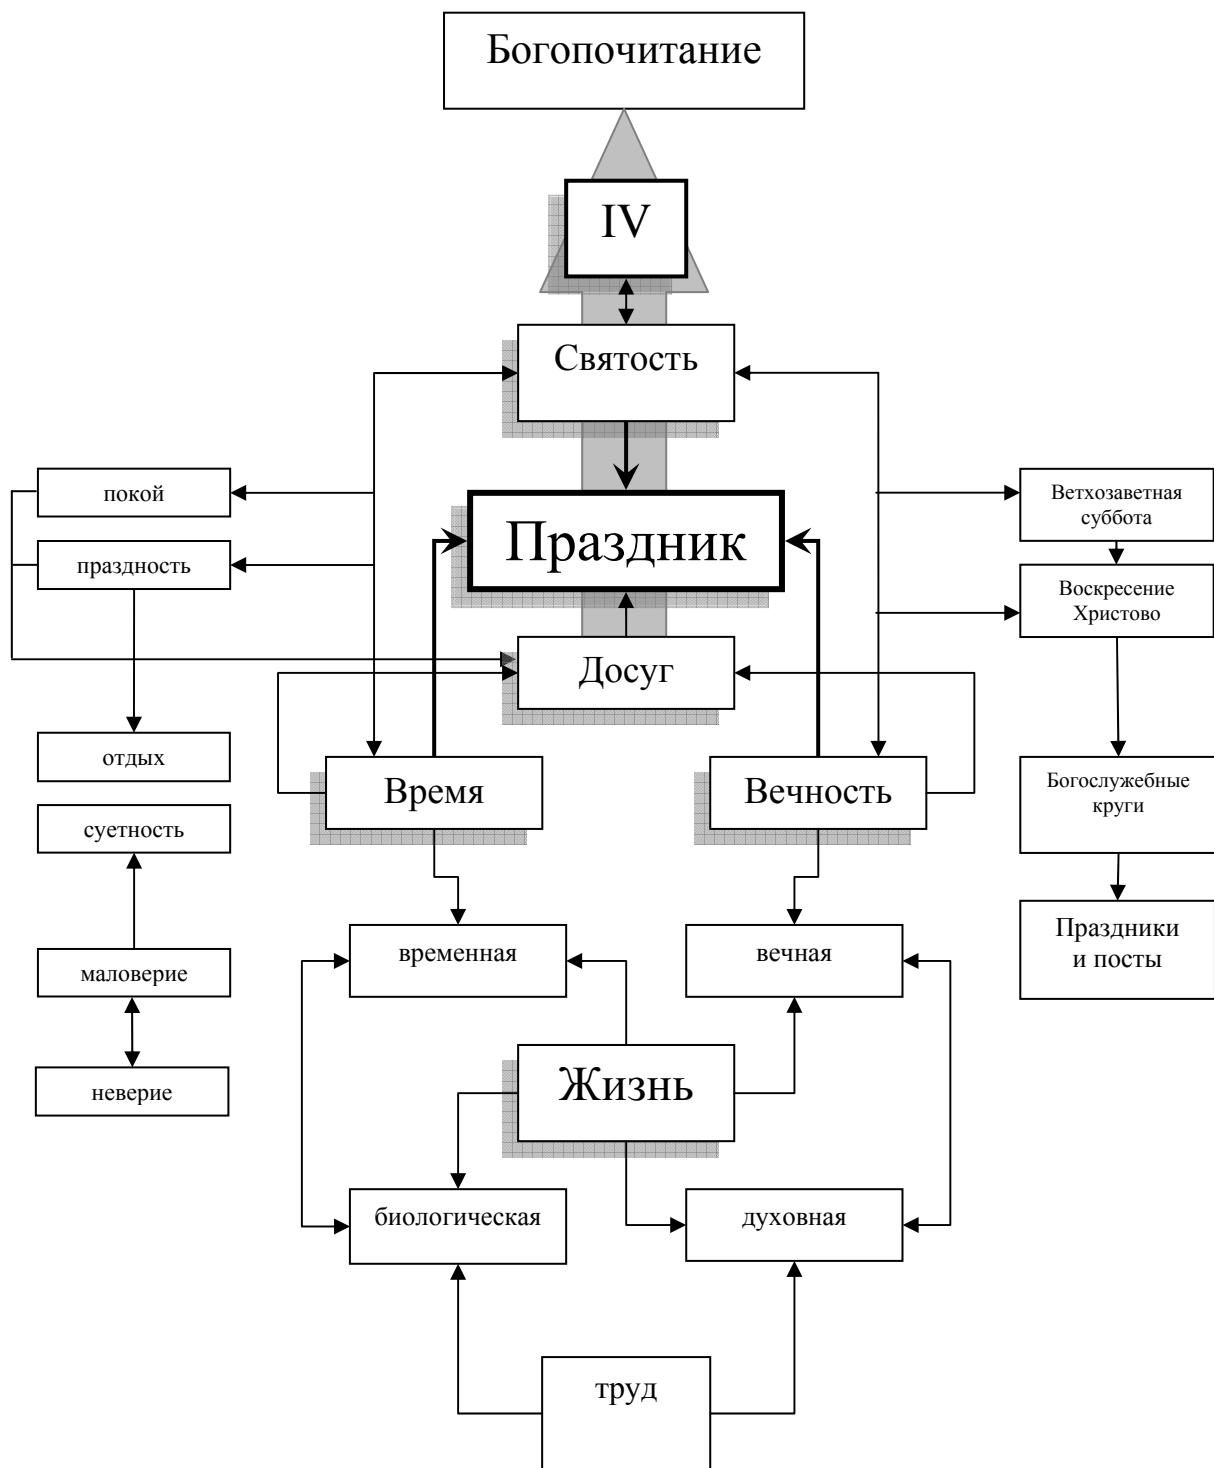 Богопочитание
IV
Святость
покой
Ветхозаветная
суббота
Праздник
праздность
Воскресение
Христово
Досуг
отдых
Время
Вечность
Богослужебные
круги
суетность
временная
вечная
Праздники
и посты
маловерие
Жизнь
неверие
биологическая
духовная
труд